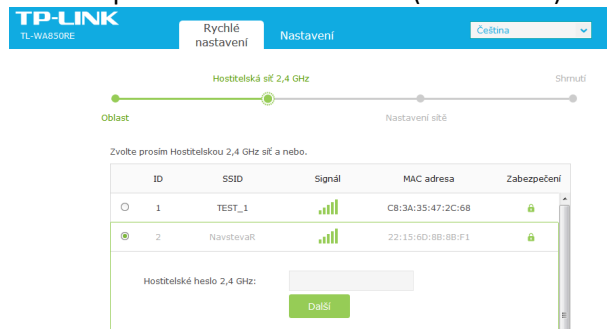 TP-LINK
TL-WA850RE
Rychlé
nastavení
Nastavení
Čeština
Hostitelská síť 2,4 GHz
Shrnutí
Oblast
Nastavení sítě
Zvolte prosím Hostitelskou 2,4 GHz síť a nebo.
ID SSID Signál MAC adresa Zabezpečení
1 TEST_1 C8:3A:35:47:2C:68
2 NavstevaR 22:15:6D:8B:8B:F1
Hostitelské heslo 2,4 GHz:
Další